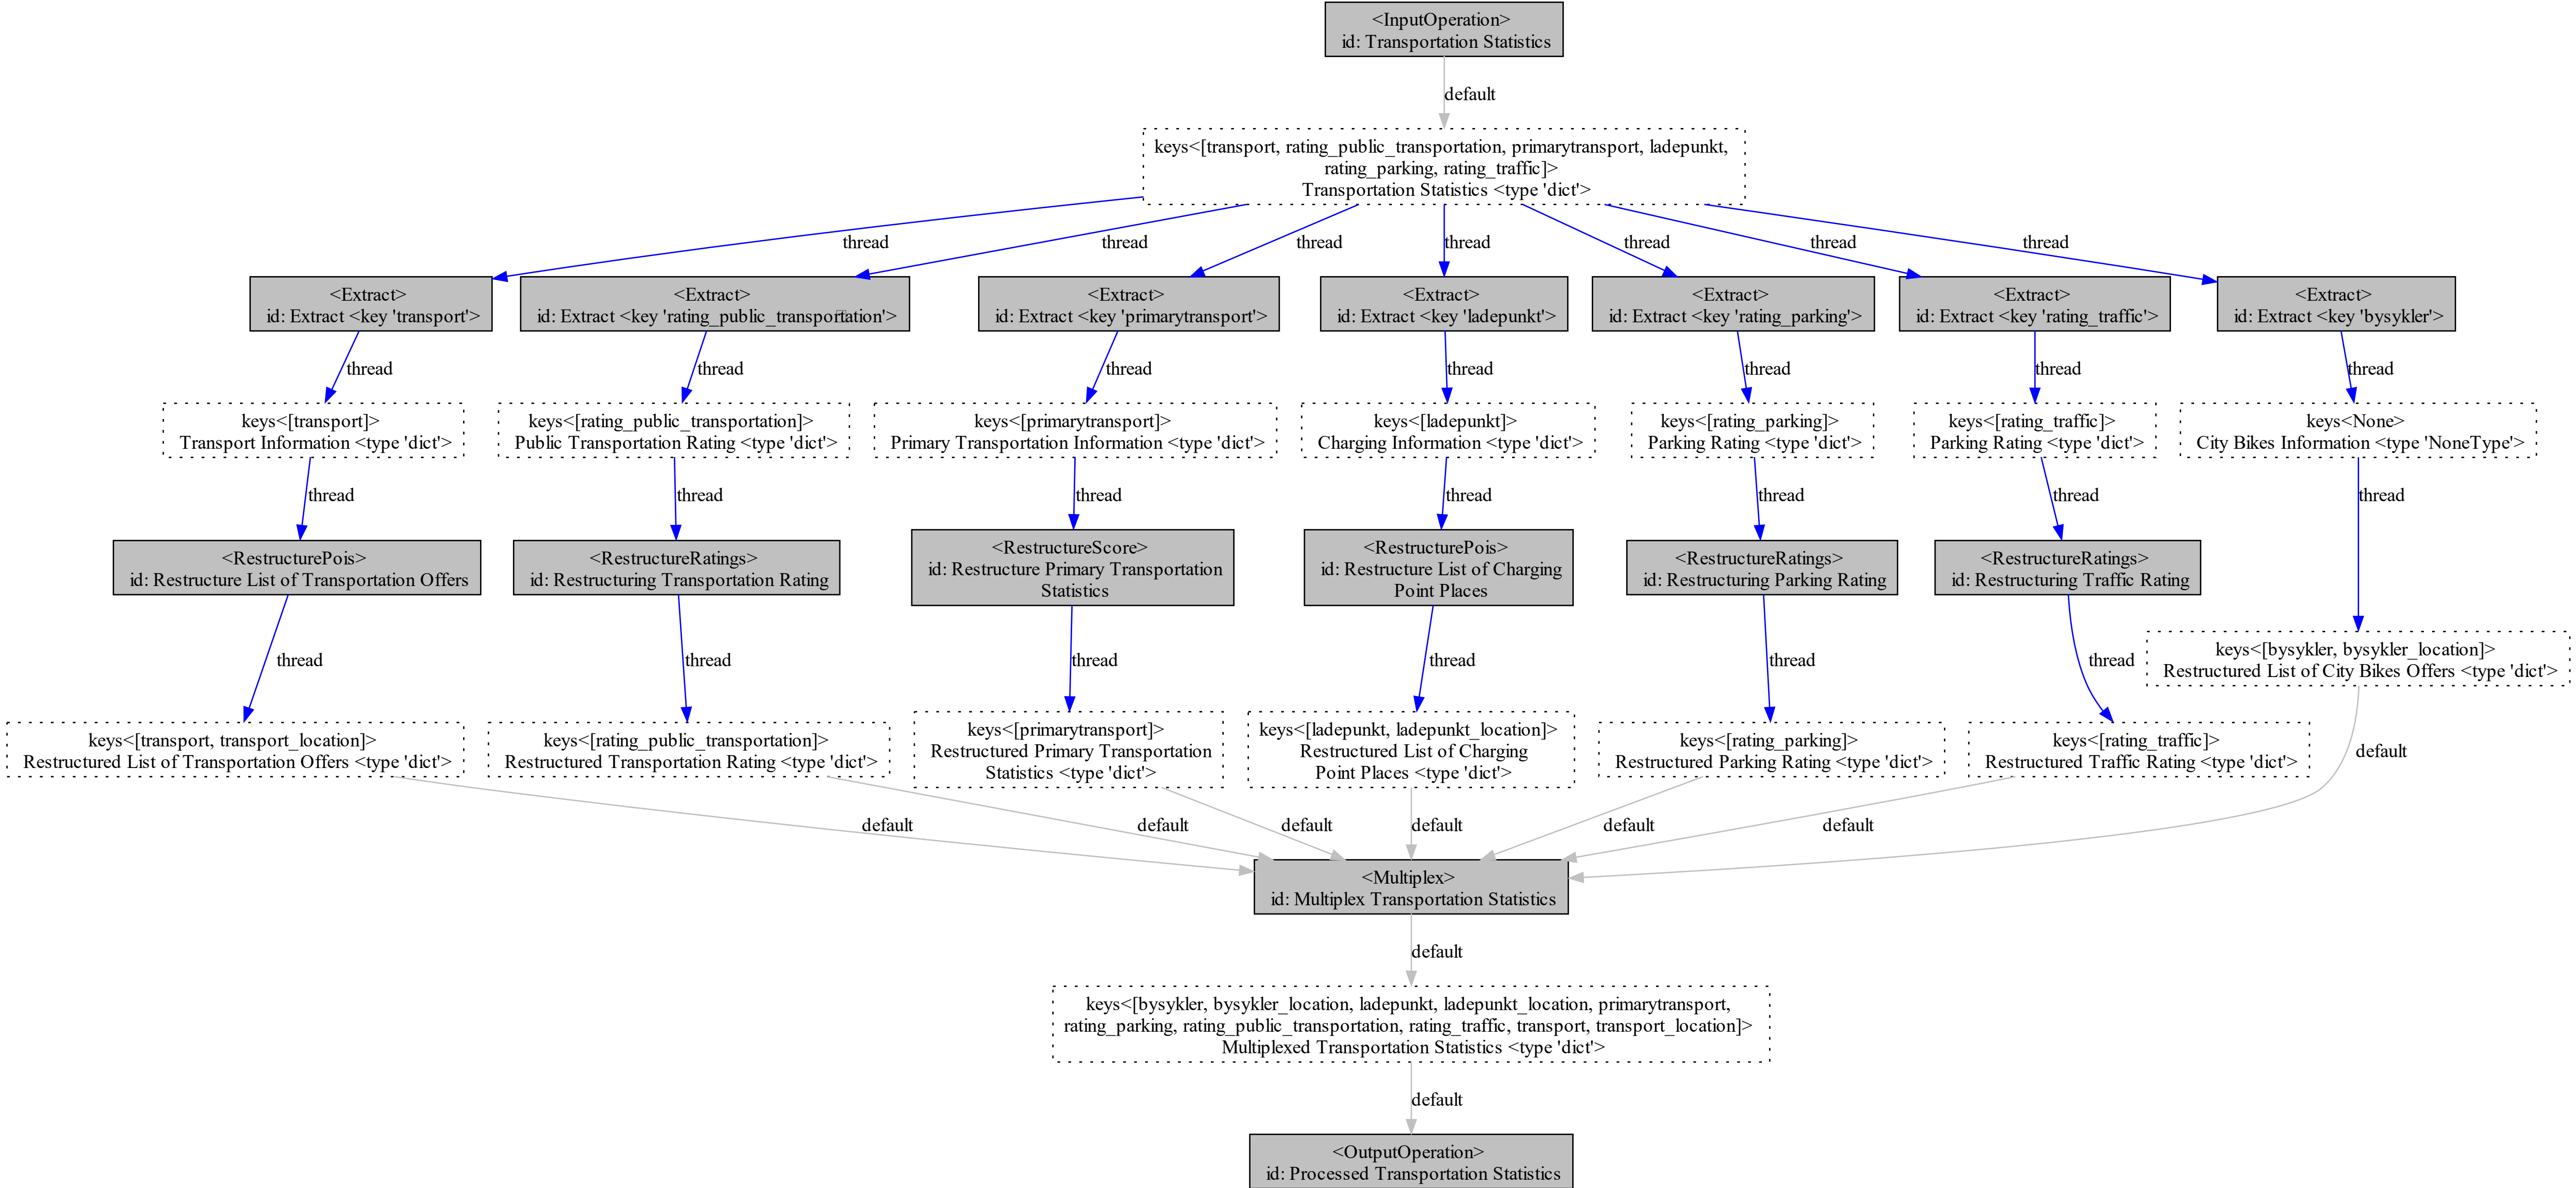 <InputOperation>
id: Transportation Statistics
default
keys<[transport, rating_public_transportation, primarytransport, ladepunkt,
rating_parking, rating_traffic]>
Transportation Statistics <type 'dict'>
thread
thread
thread
thread
thread
thread
thread
<Extract>
id: Extract <key 'transport'>
<Extract>
id: Extract <key 'rating_public_transportation'>
<Extract>
id: Extract <key 'primarytransport'>
<Extract>
id: Extract <key 'ladepunkt'>
<Extract>
id: Extract <key 'rating_parking'>
<Extract>
id: Extract <key 'rating_traffic'>
<Extract>
id: Extract <key 'bysykler'>
thread
thread
thread
thread
thread
thread
thread
keys<[transport]>
Transport Information <type 'dict'>
keys<[rating_public_transportation]>
Public Transportation Rating <type 'dict'>
keys<[primarytransport]>
Primary Transportation Information <type 'dict'>
keys<[ladepunkt]>
Charging Information <type 'dict'>
keys<[rating_parking]>
Parking Rating <type 'dict'>
keys<[rating_traffic]>
Parking Rating <type 'dict'>
keys<None>
City Bikes Information <type 'NoneType'>
thread
thread
thread
thread
thread
thread
thread
<RestructurePois>
id: Restructure List of Transportation Offers
<RestructureRatings>
id: Restructuring Transportation Rating
<RestructureScore>
id: Restructure Primary Transportation
Statistics
<RestructurePois>
id: Restructure List of Charging
Point Places
<RestructureRatings>
id: Restructuring Parking Rating
<RestructureRatings>
id: Restructuring Traffic Rating
thread
thread
thread
thread
thread
thread
keys<[bysykler, bysykler_location]>
Restructured List of City Bikes Offers <type 'dict'>
keys<[transport, transport_location]>
Restructured List of Transportation Offers <type 'dict'>
keys<[rating_public_transportation]>
Restructured Transportation Rating <type 'dict'>
keys<[primarytransport]>
Restructured Primary Transportation
Statistics <type 'dict'>
keys<[ladepunkt, ladepunkt_location]>
Restructured List of Charging
Point Places <type 'dict'>
keys<[rating_parking]>
Restructured Parking Rating <type 'dict'>
keys<[rating_traffic]>
Restructured Traffic Rating <type 'dict'>
default
default
default
default
default
default
default
<Multiplex>
id: Multiplex Transportation Statistics
default
keys<[bysykler, bysykler_location, ladepunkt, ladepunkt_location, primarytransport,
rating_parking, rating_public_transportation, rating_traffic, transport, transport_location]>
Multiplexed Transportation Statistics <type 'dict'>
default
<OutputOperation>
id: Processed Transportation Statistics